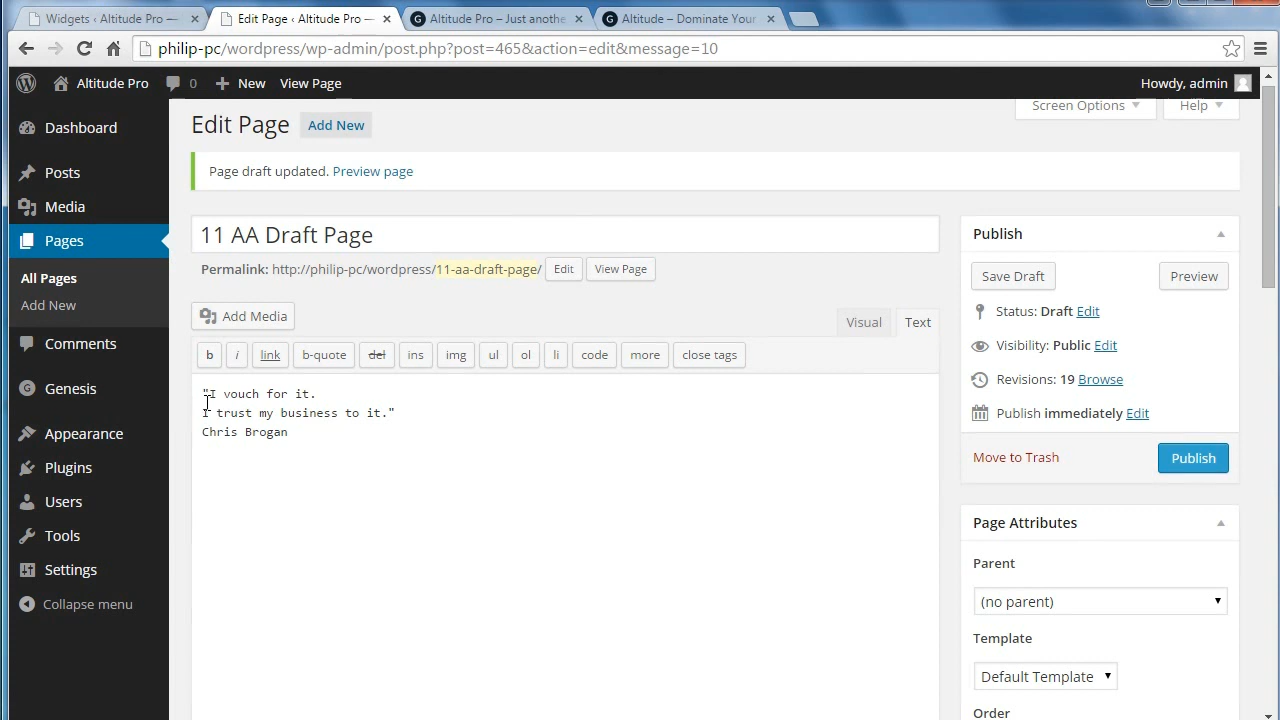 Widgets ‹ Altitude Pro —
Edit Page ‹ Altitude Pro —
Altitude Pro – Just anothe
Altitude – Dominate Your
philip-pc/wordpress/wp-admin/post.php?post=465&action=edit&message=10
Altitude Pro
0
New
View Page
Howdy, admin
Dashboard
Posts
Media
Pages
All Pages
Add New
Comments
Genesis
Appearance
Plugins
Users
Tools
Settings
Collapse menu
Screen Options
Help
Edit Page
Add New
Page draft updated. Preview page
11 AA Draft Page
Permalink: http://philip-pc/wordpress/11-aa-draft-page/ Edit View Page
Add Media
Visual
Text
b
i
link
b-quote
del
ins
img
ul
ol
li
code
more
close tags
"I vouch for it.
I trust my business to it."
Chris Brogan
Publish
Save Draft
Preview
Status: Draft Edit
Visibility: Public Edit
Revisions: 19 Browse
Publish immediately Edit
Move to Trash
Publish
Page Attributes
Parent
(no parent)
Template
Default Template
Order